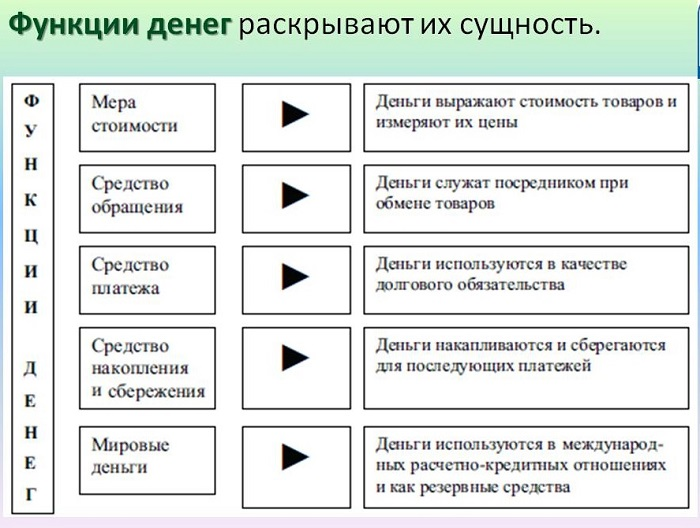 Функции денег раскрывают их сущность.
ФУНКЦИИ ДЕНЕГ
Мера
стоимости
Деньги выражают стоимость товаров и
измеряют их цены
Средство
обращения
Деньги служат посредником при
обмене товаров
Средство
платежа
Деньги используются в качестве
долгового обязательства
Средство
накопления
и сбережения
Деньги накапливаются и сберегаются
для последующих платежей
Мировые
деньги
Деньги используются в международ-
ных расчетно-кредитных отношениях
и как резервные средства